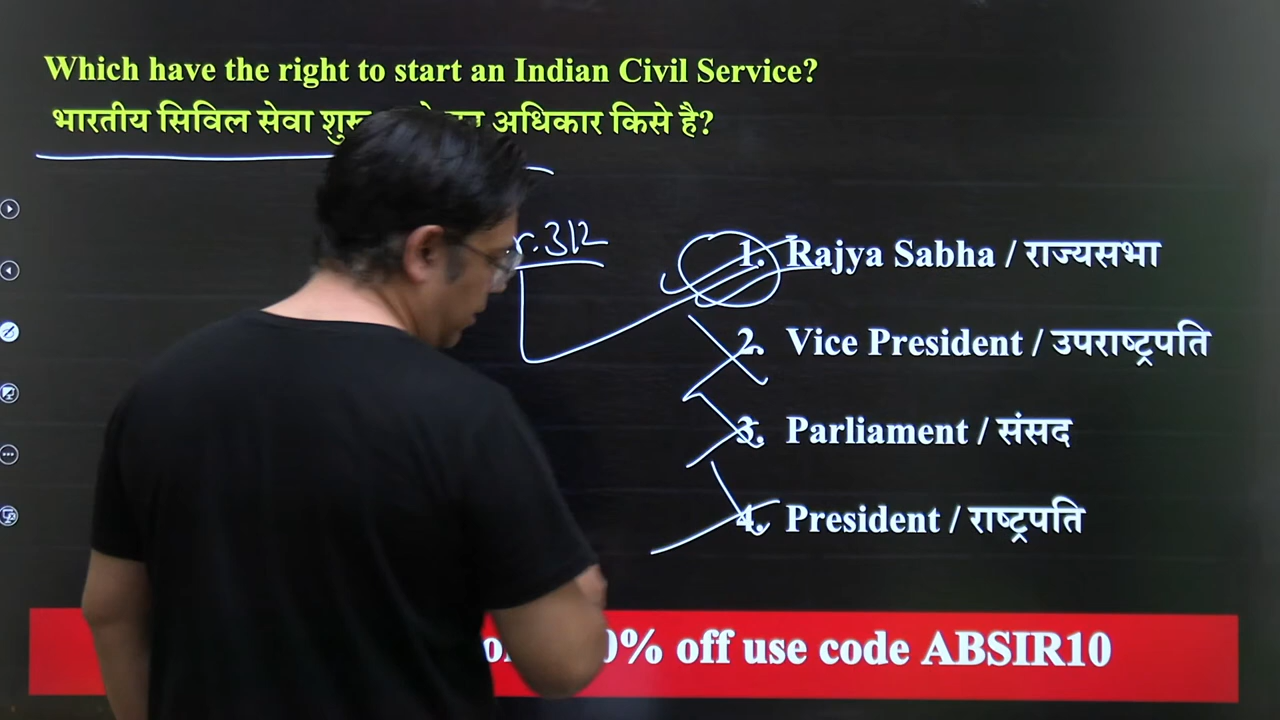 Which have the right to start an Indian Civil Service?
भारतीय सिविल सेवा अधिकार किसे है?
312
1. Rajya Sabha / राज्यसभा
2. Vice President / उपराष्ट्रपति
3. Parliament / संसद
4. President / राष्ट्रपति
0% off use code ABSIR10